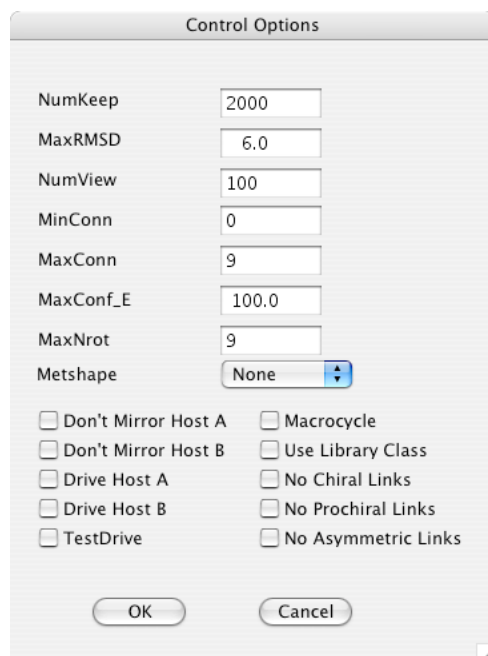 Control Options
NumKeep 2000
MaxRMSD 6.0
NumView 100
MinConn 0
MaxConn 9
MaxConf_E 100.0
MaxNrot 9
Metshape None
Don't Mirror Host A Macrocycle
Don't Mirror Host B Use Library Class
Drive Host A No Chiral Links
Drive Host B No Prochiral Links
TestDrive No Asymmetric Links
OK Cancel